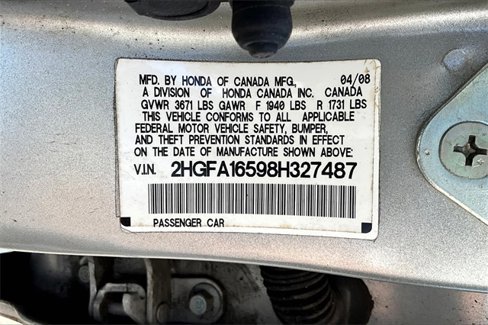 MFD. BY HONDA OF CANADA MFG. 04/08
A DIVISION OF HONDA CANADA INC. CANADA
GVWR 3671 LBS GAWR F 1940 LBS R 1731 LBS
THIS VEHICLE CONFORMS TO ALL APPLICABLE
FEDERAL MOTOR VEHICLE SAFETY, BUMPER,
AND THEFT PREVENTION STANDARDS IN EFFECT
ON THE DATE OF MANUFACTURE SHOWN ABOVE.
V.I.N. 2HGFA16598H327487
PASSENGER CAR